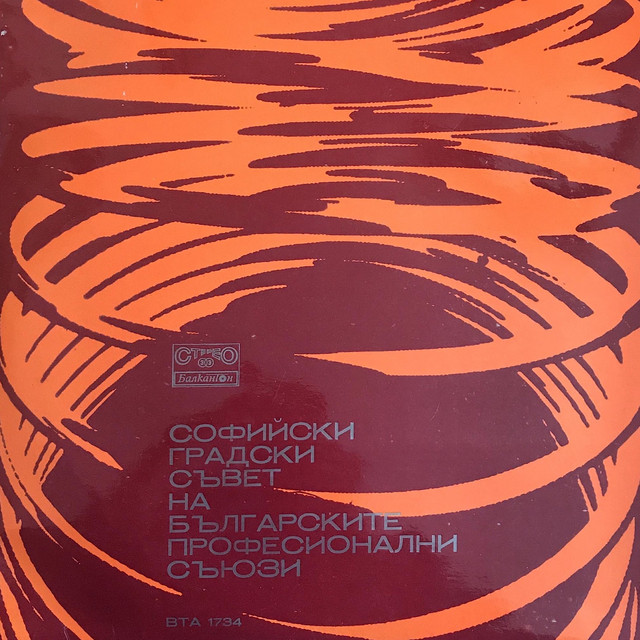 СТЕРЕО
Балкантон
СОФИЙСКИ
ГРАДСКИ
СЪВЕТ
НА
БЪЛГАРСКИТЕ
ПРОФЕСИОНАЛНИ
СЪЮЗИ
ВТА 1734